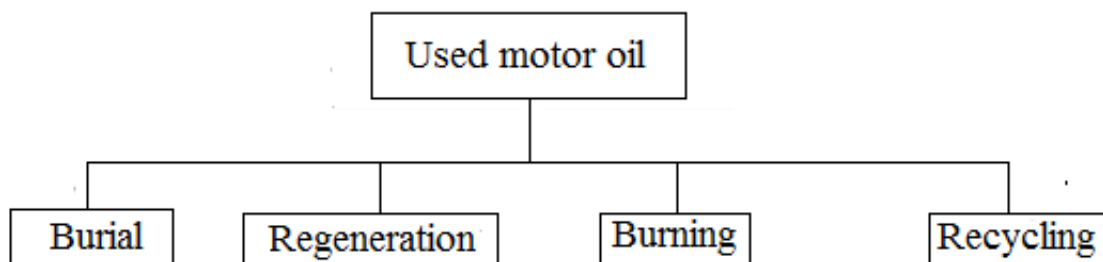 Used motor oil
Burial
Regeneration
Burning
Recycling